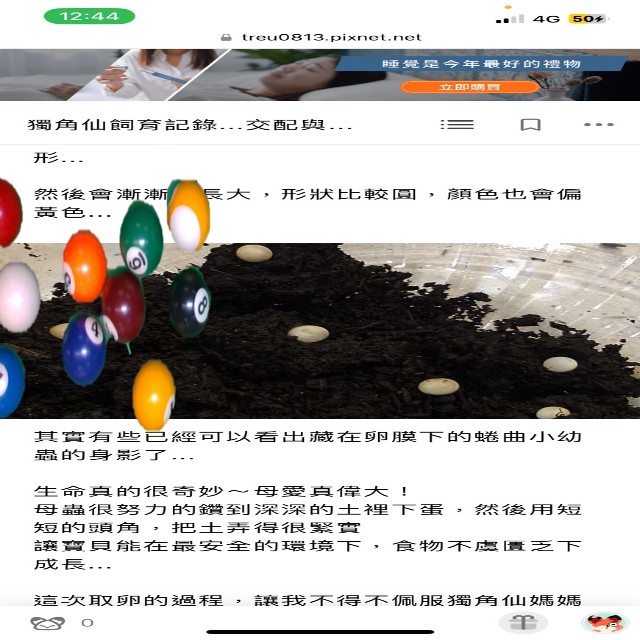 12:44
4G
50
treu0813.pixnet.net
睡覺是今年最好的禮物
立即購買
獨角仙飼育記錄...交配與...
形...
然後會漸漸 長大，形狀比較圓，顏色也會偏
黃色...
9
8
4
其實有些已經可以看出藏在卵膜下的蜷曲小幼
蟲的身影了...
生命真的很奇妙～母愛真偉大！
母蟲很努力的鑽到深深的土裡下蛋，然後用短
短的頭角，把土弄得很緊實
讓寶貝能在最安全的環境下，食物不虞匱乏下
成長...
這次取卵的過程，讓我不得不佩服獨角仙媽媽
0